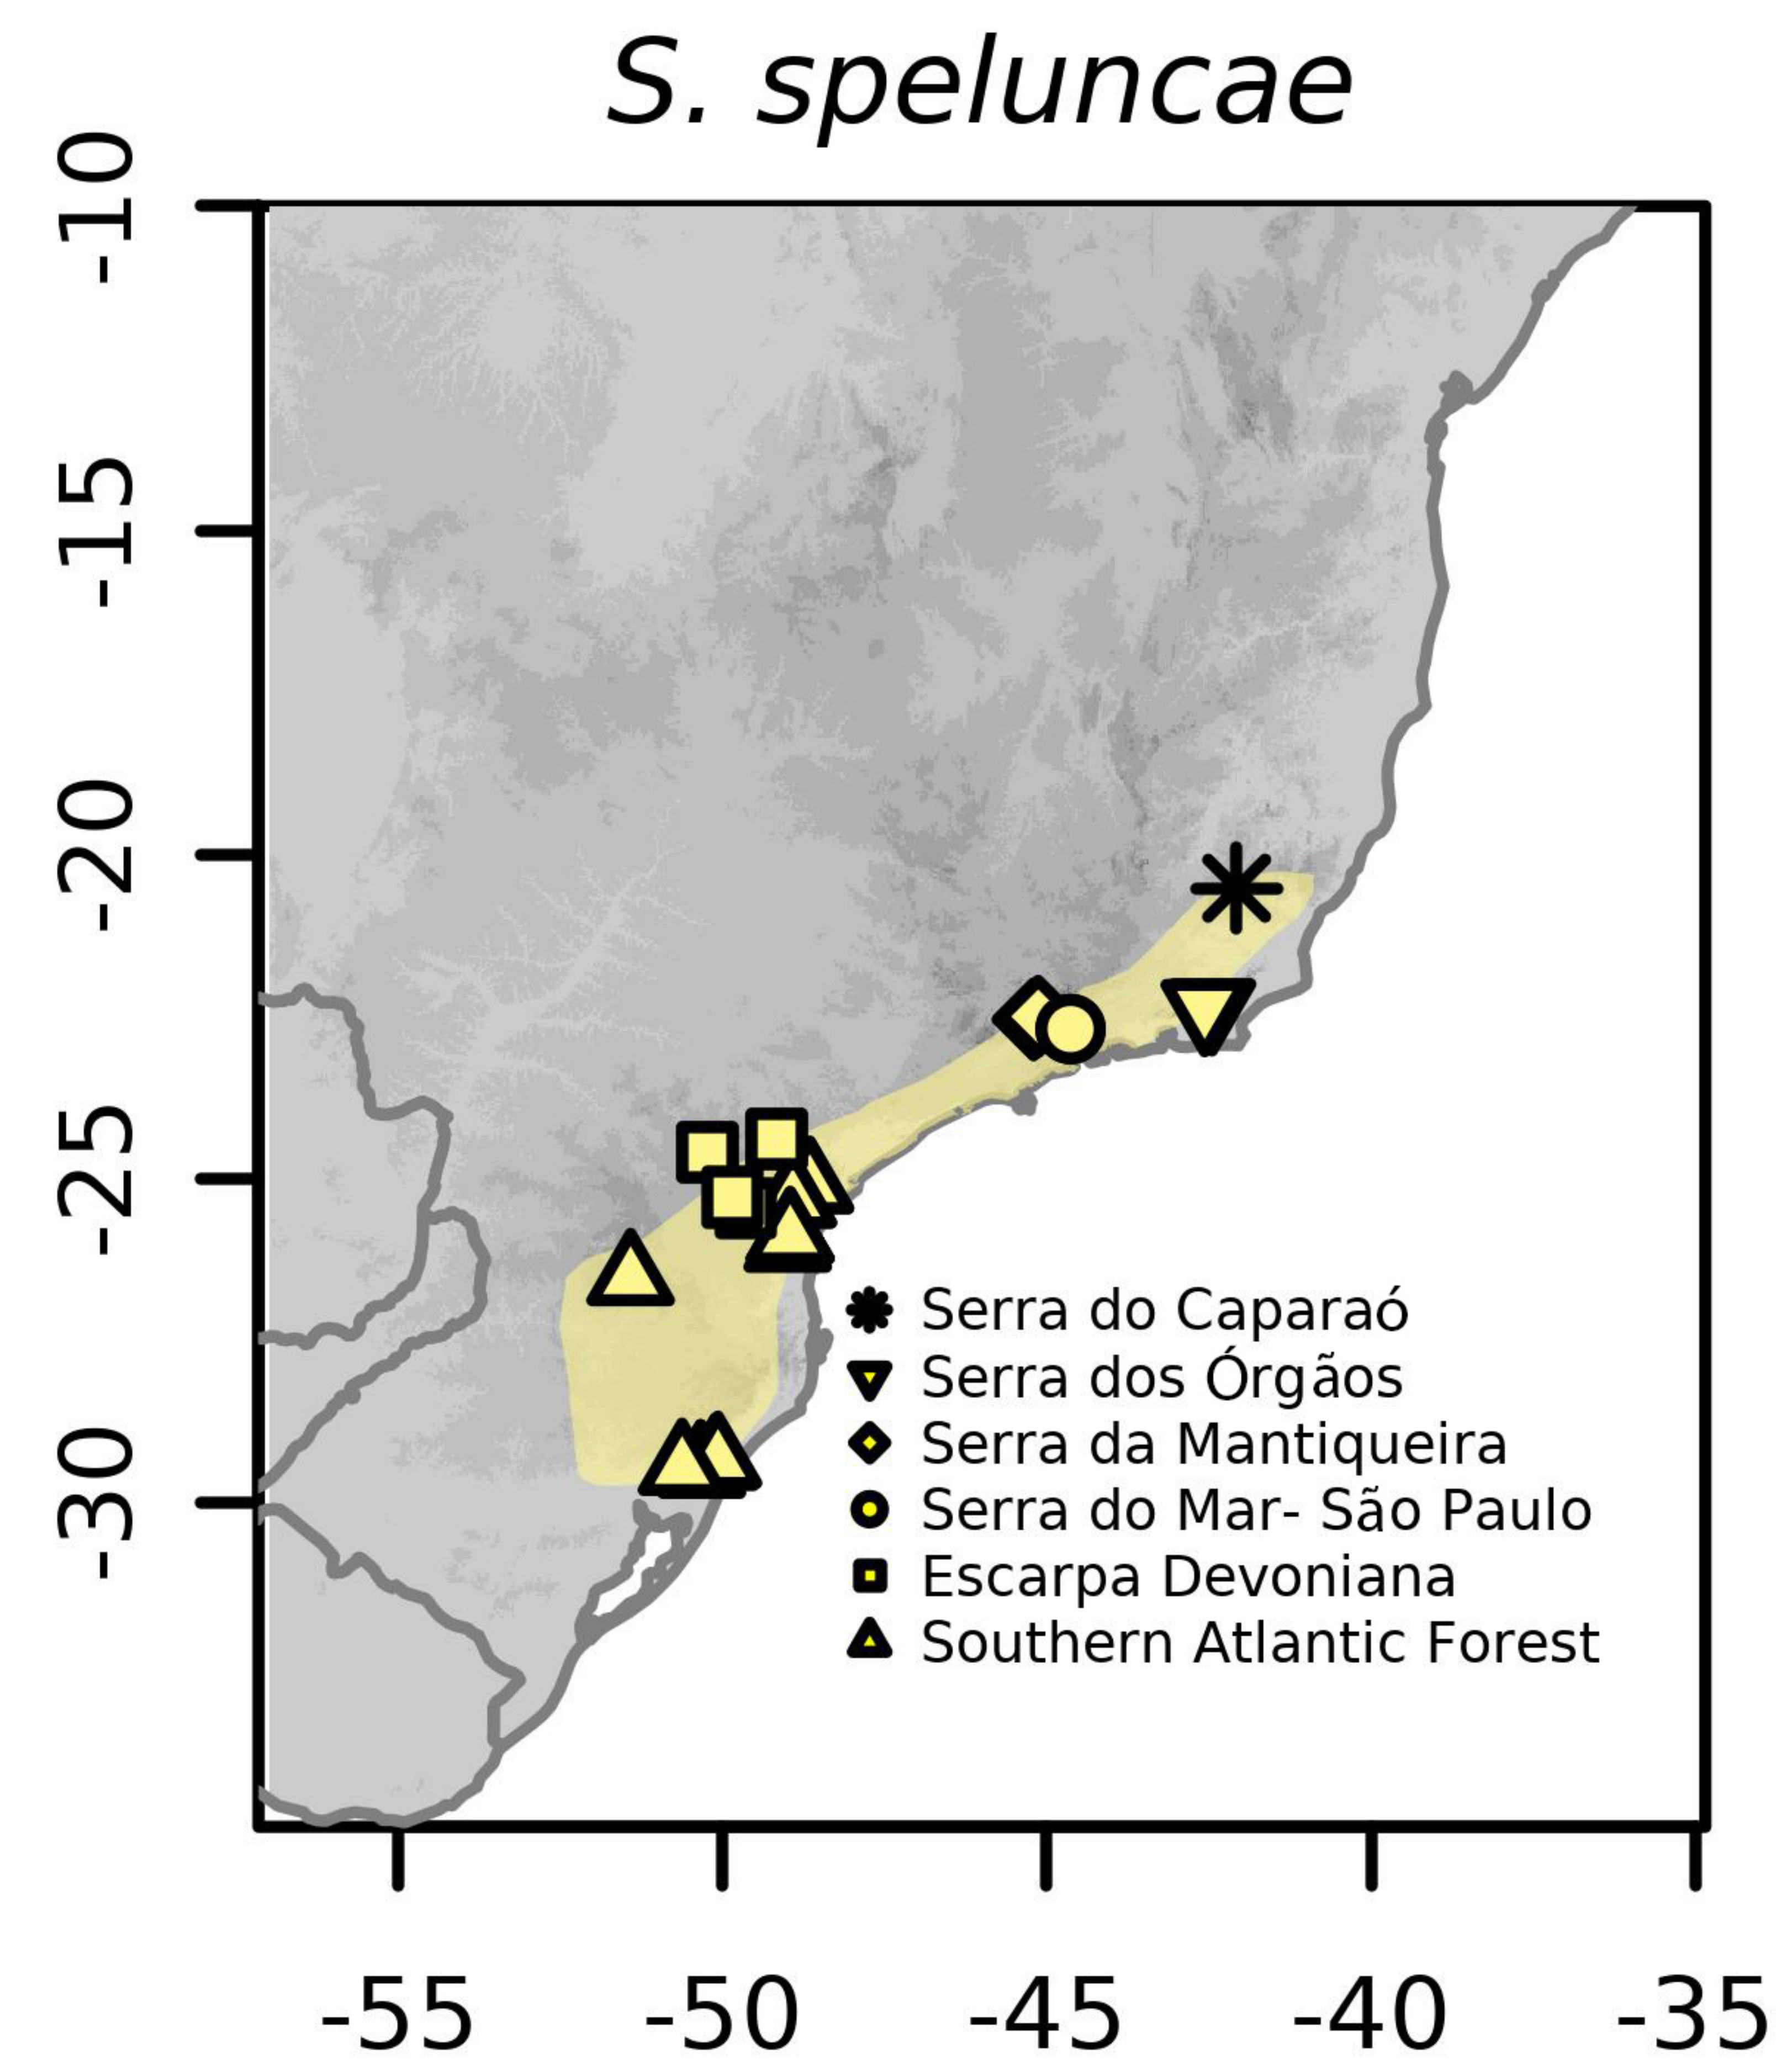 S. speluncae
-10
-15
-20
-25
-30
Serra do Caparaó
Serra dos Órgãos
Serra da Mantiqueira
Serra do Mar- São Paulo
Escarpa Devoniana
Southern Atlantic Forest
-55 -50 -45 -40 -35